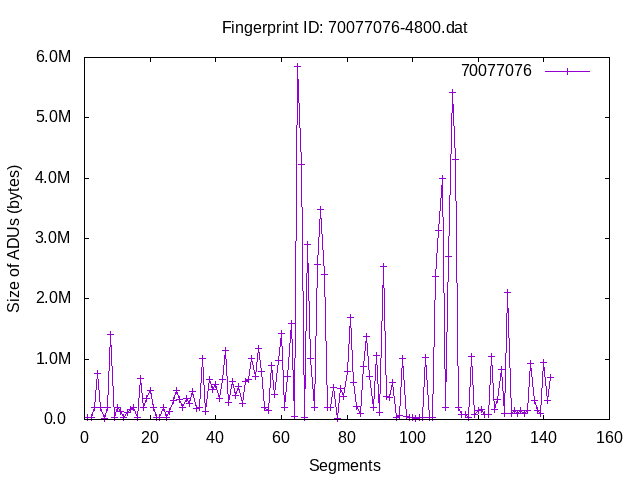 Fingerprint ID: 70077076-4800.dat
70077076
6.0M
5.0M
4.0M
3.0M
2.0M
1.0M
0.0
Size of ADUs (bytes)
0 20 40 60 80 100 120 140 160
Segments